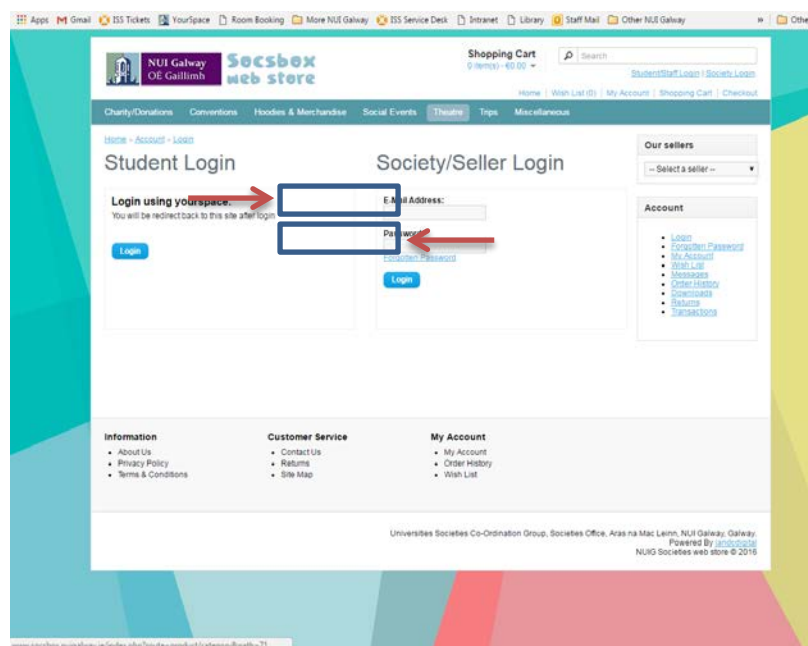 Apps Gmail ISS Tickets YourSpace Room Booking More NUI Galway ISS Service Desk Intranet Library Staff Mail Other NUI Galway » Othe
NUI Galway
OÉ Gaillimh
Socsbox
web store
Shopping Cart
0 item(s) - €0.00
Search
Student/Staff Login | Society Login
Home Wish List (0) My Account Shopping Cart Checkout
Charity/Donations Conventions Hoodies & Merchandise Social Events Theatre Trips Miscellaneous
Home » Account » Login
Student Login
Login using yourspace.
You will be redirect back to this site after login
Login
Society/Seller Login
E-Mail Address:
Password:
Forgotten Password
Login
Our sellers
-- Select a seller --
Account
Login
Forgotten Password
My Account
Wish List
Messages
Order History
Downloads
Returns
Transactions
Information
About Us
Privacy Policy
Terms & Conditions
Customer Service
Contact Us
Returns
Site Map
My Account
My Account
Order History
Wish List
Universities Societies Co-Ordination Group, Societies Office, Aras na Mac Leinn, NUI Galway, Galway.
Powered By
NUIG Societies web store © 2016